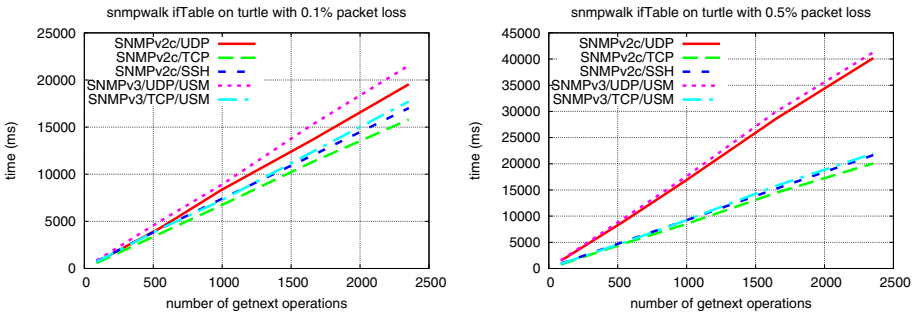 snmpwalk ifTable on turtle with 0.1% packet loss
25000
20000
15000
10000
5000
0
time (ms)
SNMPv2c/UDP
SNMPv2c/TCP
SNMPv2c/SSH
SNMPv3/UDP/USM
SNMPv3/TCP/USM
0 500 1000 1500 2000 2500
number of getnext operations
snmpwalk ifTable on turtle with 0.5% packet loss
45000
40000
35000
30000
25000
20000
15000
10000
5000
0
time (ms)
SNMPv2c/UDP
SNMPv2c/TCP
SNMPv2c/SSH
SNMPv3/UDP/USM
SNMPv3/TCP/USM
0 500 1000 1500 2000 2500
number of getnext operations